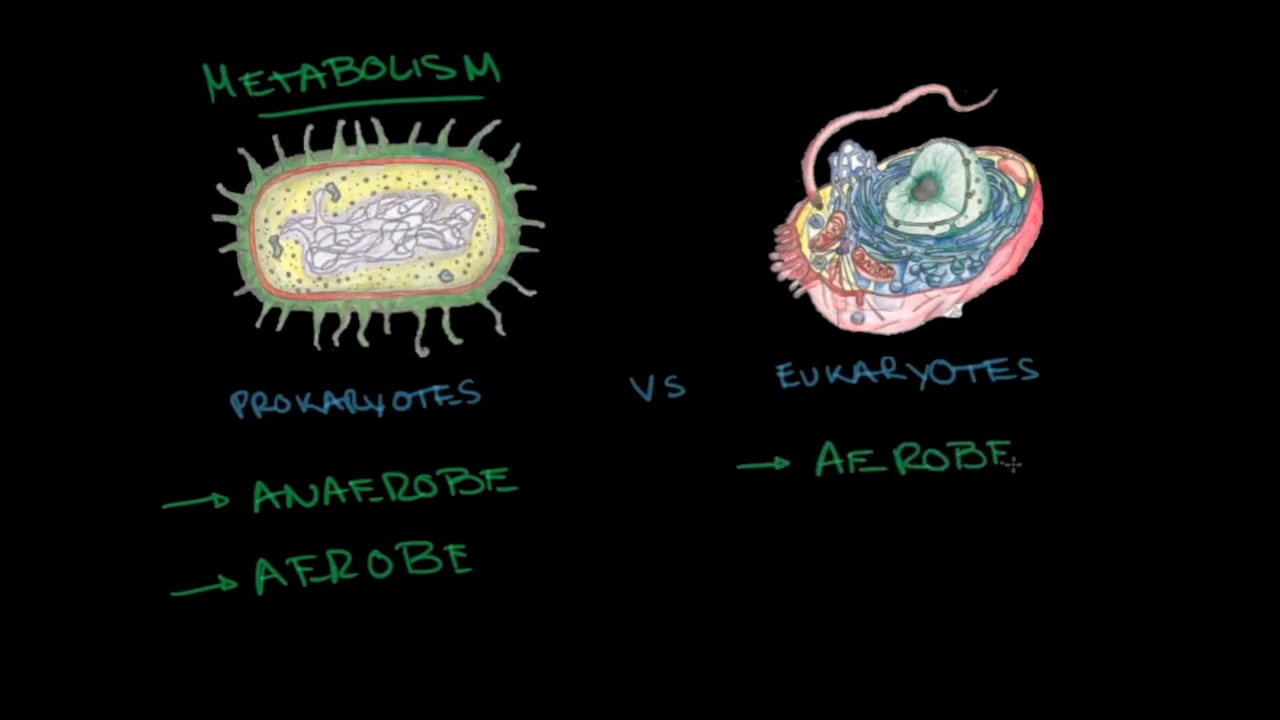 METABOLISM
PROKARYOTES VS EUKARYOTES
→ ANAEROBE
→ AEROBE
→ AEROBE